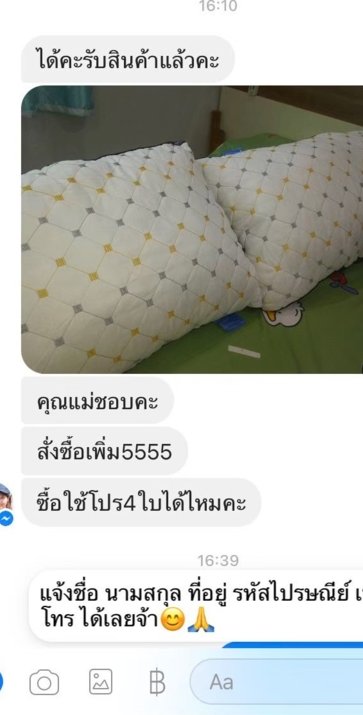 16:10
ได้คะรับสินค้าแล้วคะ
คุณแม่ชอบคะ
สั่งซื้อเพิ่ม5555
ซื้อใช้โปร4ใบได้ไหมคะ
16:39
แจ้งชื่อ นามสกุล ที่อยู่ รหัสไปรษณีย์
โทร ได้เลยจ้า😊🙏
Aa